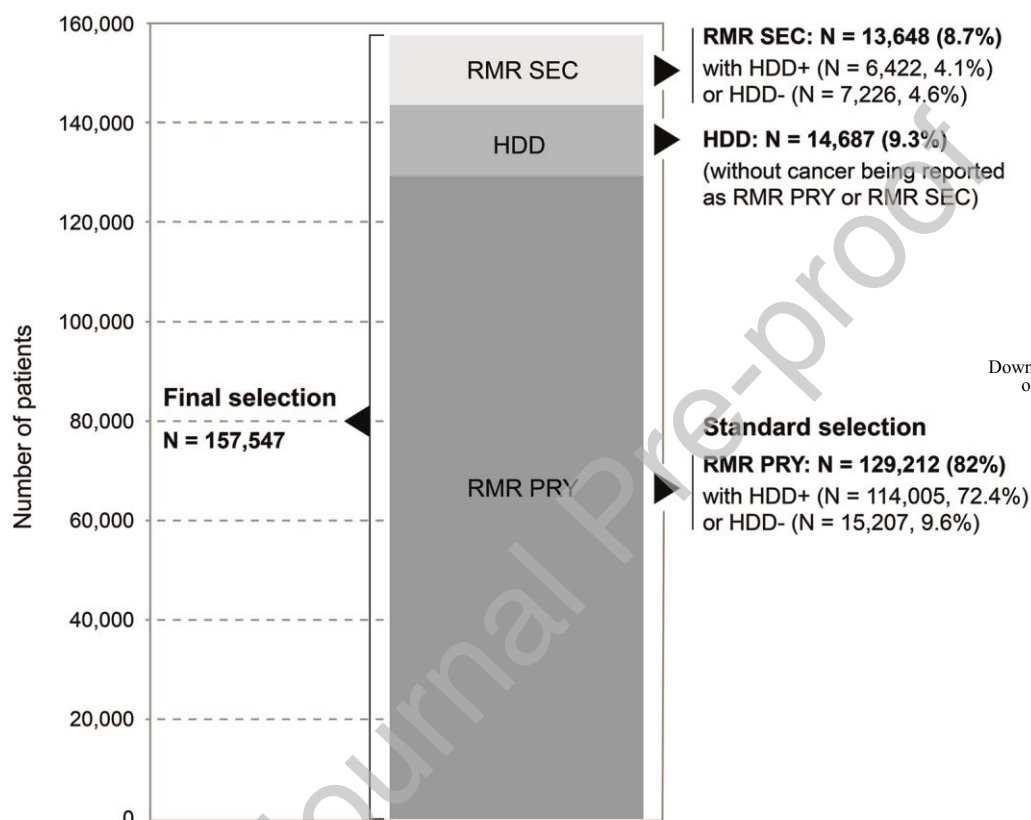 160,000
140,000
120,000
100,000
80,000
60,000
40,000
20,000
0
Number of patients
Final selection
N = 157,547
RMR SEC
HDD
RMR PRY
RMR SEC: N = 13,648 (8.7%)
with HDD+ (N = 6,422, 4.1%)
or HDD- (N = 7,226, 4.6%)
HDD: N = 14,687 (9.3%)
(without cancer being reported
as RMR PRY or RMR SEC)
Standard selection
RMR PRY: N = 129,212 (82%)
with HDD+ (N = 114,005, 72.4%)
or HDD- (N = 15,207, 9.6%)
Journal Pre-proof